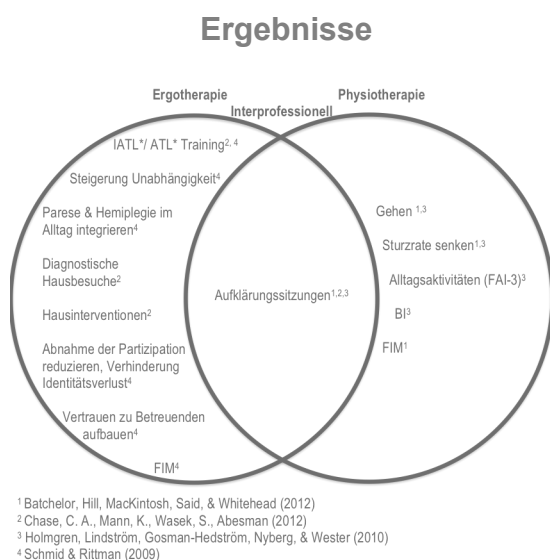 Ergebnisse
Ergotherapie
Physiotherapie
Interprofessionell
IATL*/ ATL* Training2, 4
Steigerung Unabhängigkeit4
Parese & Hemiplegie im
Alltag integrieren4
Diagnostische
Hausbesuche2
Hausinterventionen2
Abnahme der Partizipation
reduzieren, Verhinderung
Identitätsverlust4
Vertrauen zu Betreuenden
aufbauen4
FIM4
Aufklärungssitzungen1,2,3
Gehen 1,3
Sturzrate senken1,3
Alltagsaktivitäten (FAI-3)3
BI3
FIM1
1 Batchelor, Hill, MacKintosh, Said, & Whitehead (2012)
2 Chase, C. A., Mann, K., Wasek, S., Abesman (2012)
3 Holmgren, Lindström, Gosman-Hedström, Nyberg, & Wester (2010)
4 Schmid & Rittman (2009)